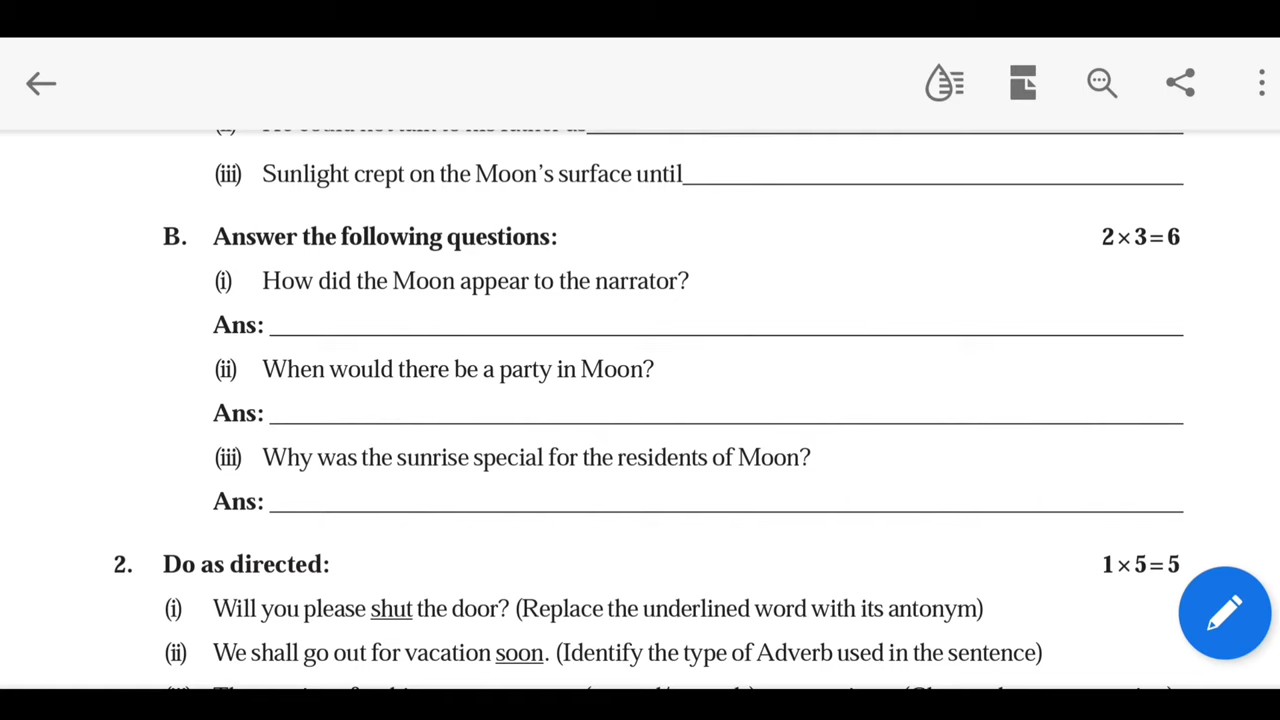 (iii) Sunlight crept on the Moon's surface until
B. Answer the following questions: 2×3=6
(i) How did the Moon appear to the narrator?
Ans:
(ii) When would there be a party in Moon?
Ans:
(iii) Why was the sunrise special for the residents of Moon?
Ans:
2. Do as directed: 1×5=5
(i) Will you please shut the door? (Replace the underlined word with its antonym)
(ii) We shall go out for vacation soon. (Identify the type of Adverb used in the sentence)